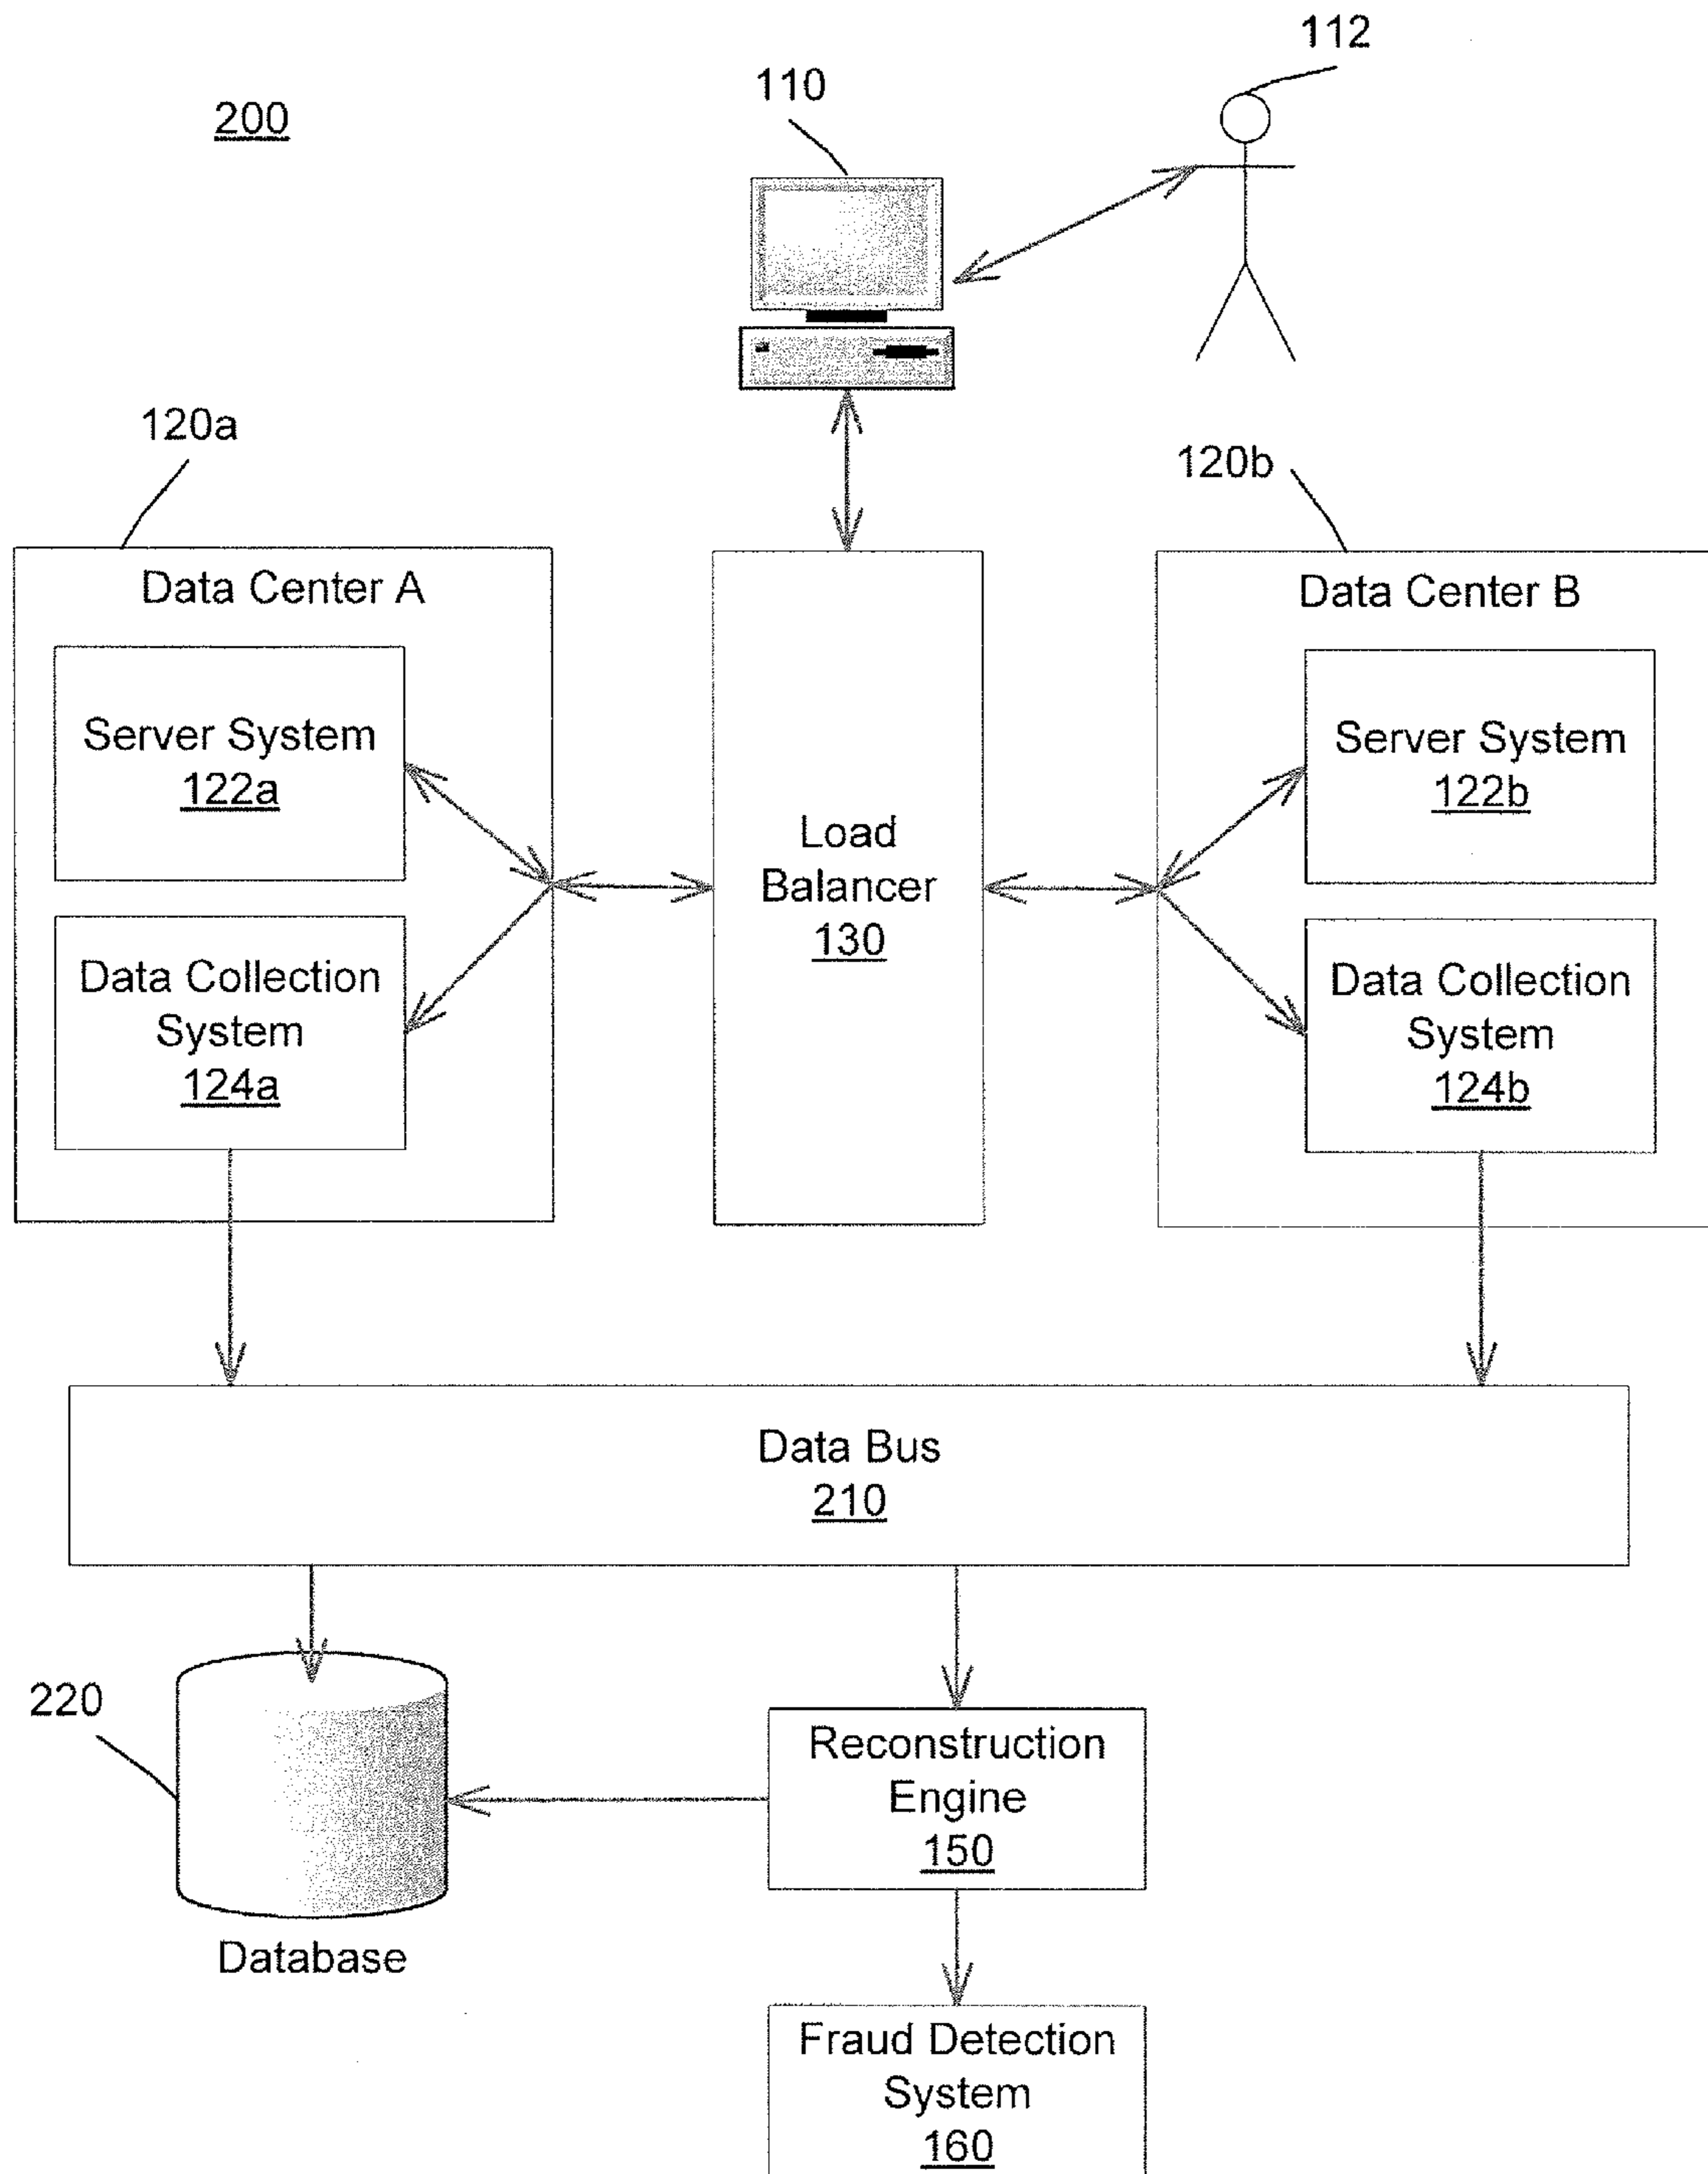 112
110
200
120a
120b
Data Center A
Data Center B
Server System
122a
Server System
122b
Load
Balancer
130
Data Collection
System
124a
Data Collection
System
124b
Data Bus
210
220
Reconstruction
Engine
150
Database
Fraud Detection
System
160